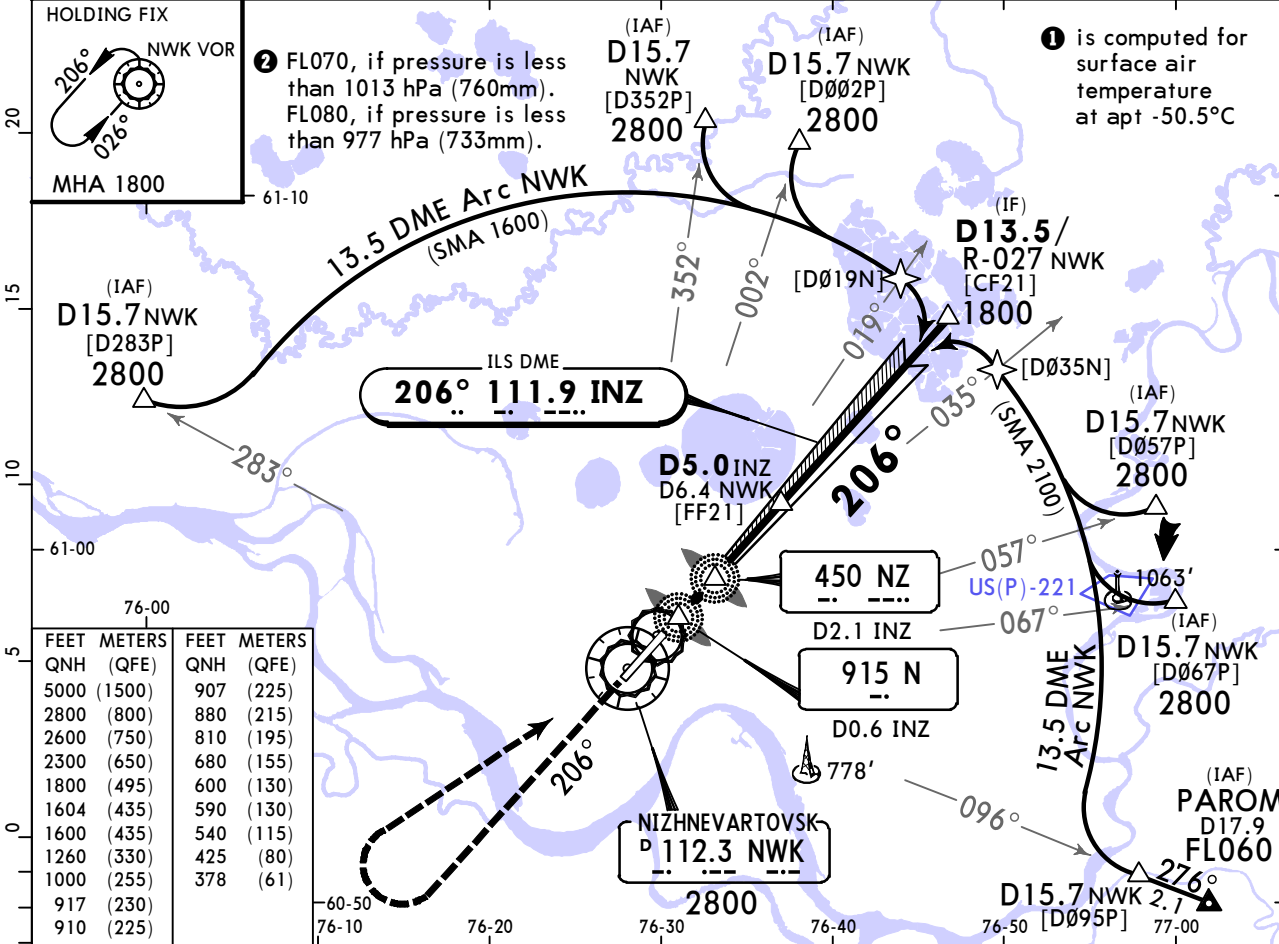 HOLDING FIX
NWK VOR
206°
026°
MHA 1800
❷ FL070, if pressure is less
than 1013 hPa (760mm).
FL080, if pressure is less
than 977 hPa (733mm).
(IAF)
D15.7
NWK
[D352P]
2800
(IAF)
D15.7 NWK
[DØØ2P]
2800
❶ is computed for
surface air
temperature
at apt -50.5°C
20
15
10
5
0
61-10
61-00
60-50
76-00
13.5 DME Arc NWK
(SMA 1600)
352°
002°
019°
[DØ19N]
(IF)
D13.5/
R-027 NWK
[CF21]
1800
(IAF)
D15.7 NWK
[D283P]
2800
283°
ILS DME
206° 111.9 INZ
035°
[DØ35N]
(SMA 2100)
206°
D5.0 INZ
D6.4 NWK
[FF21]
(IAF)
D15.7 NWK
[DØ57P]
2800
057°
450 NZ
D2.1 INZ
US(P)-221
1063'
067°
(IAF)
D15.7 NWK
[DØ67P]
2800
915 N
D0.6 INZ
13.5 DME
Arc NWK
778'
096°
206°
NIZHNEVARTOVSK
D 112.3 NWK
2800
(IAF)
PAROM
D17.9
FL060
276°
2.1
D15.7 NWK
[DØ95P]
FEET METERS FEET METERS
QNH (QFE) QNH (QFE)
5000 (1500) 907 (225)
2800 (800) 880 (215)
2600 (750) 810 (195)
2300 (650) 680 (155)
1800 (495) 600 (130)
1604 (435) 590 (130)
1600 (435) 540 (115)
1260 (330) 425 (80)
1000 (255) 378 (61)
917 (230)
910 (225)
76-10
76-20
76-30
76-40
76-50
77-00